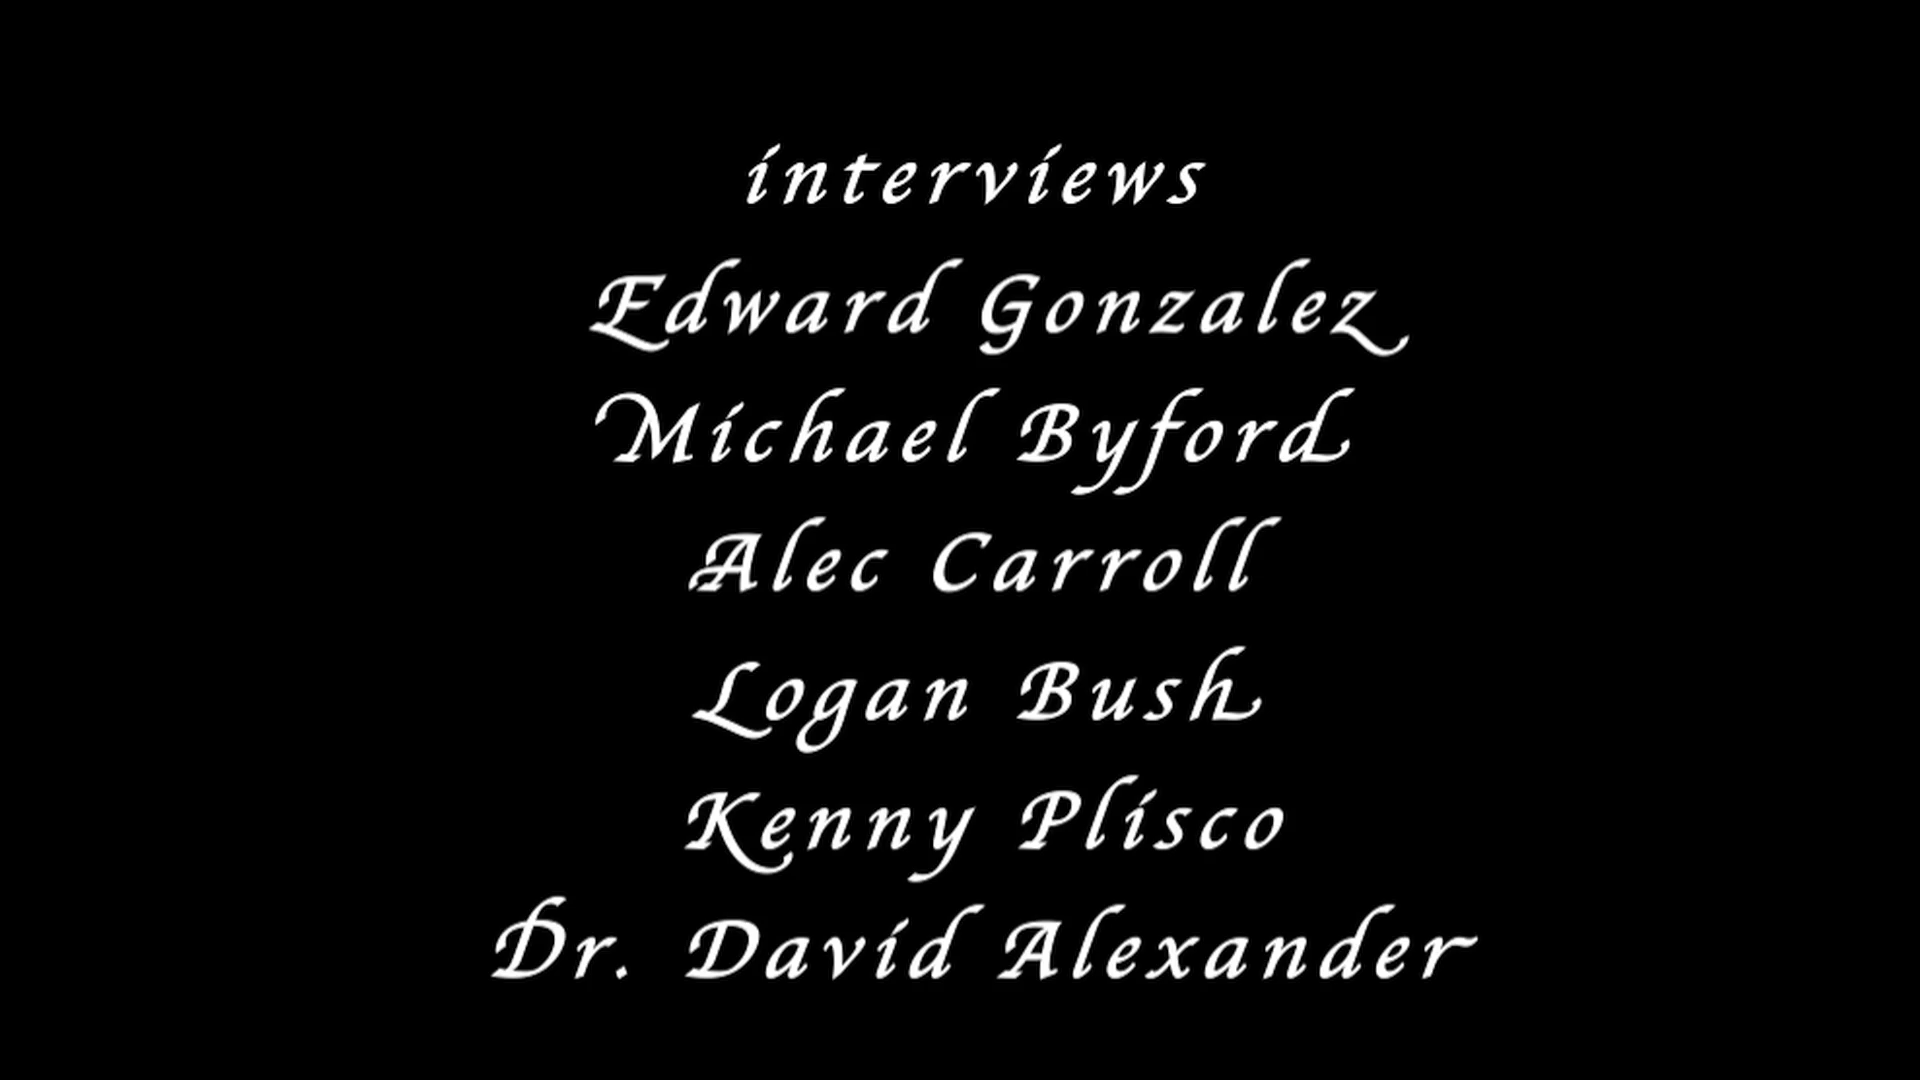 interviews
Edward Gonzalez
Michael Byford
Alec Carroll
Logan Bush
Kenny Plisco
Dr. David Alexander